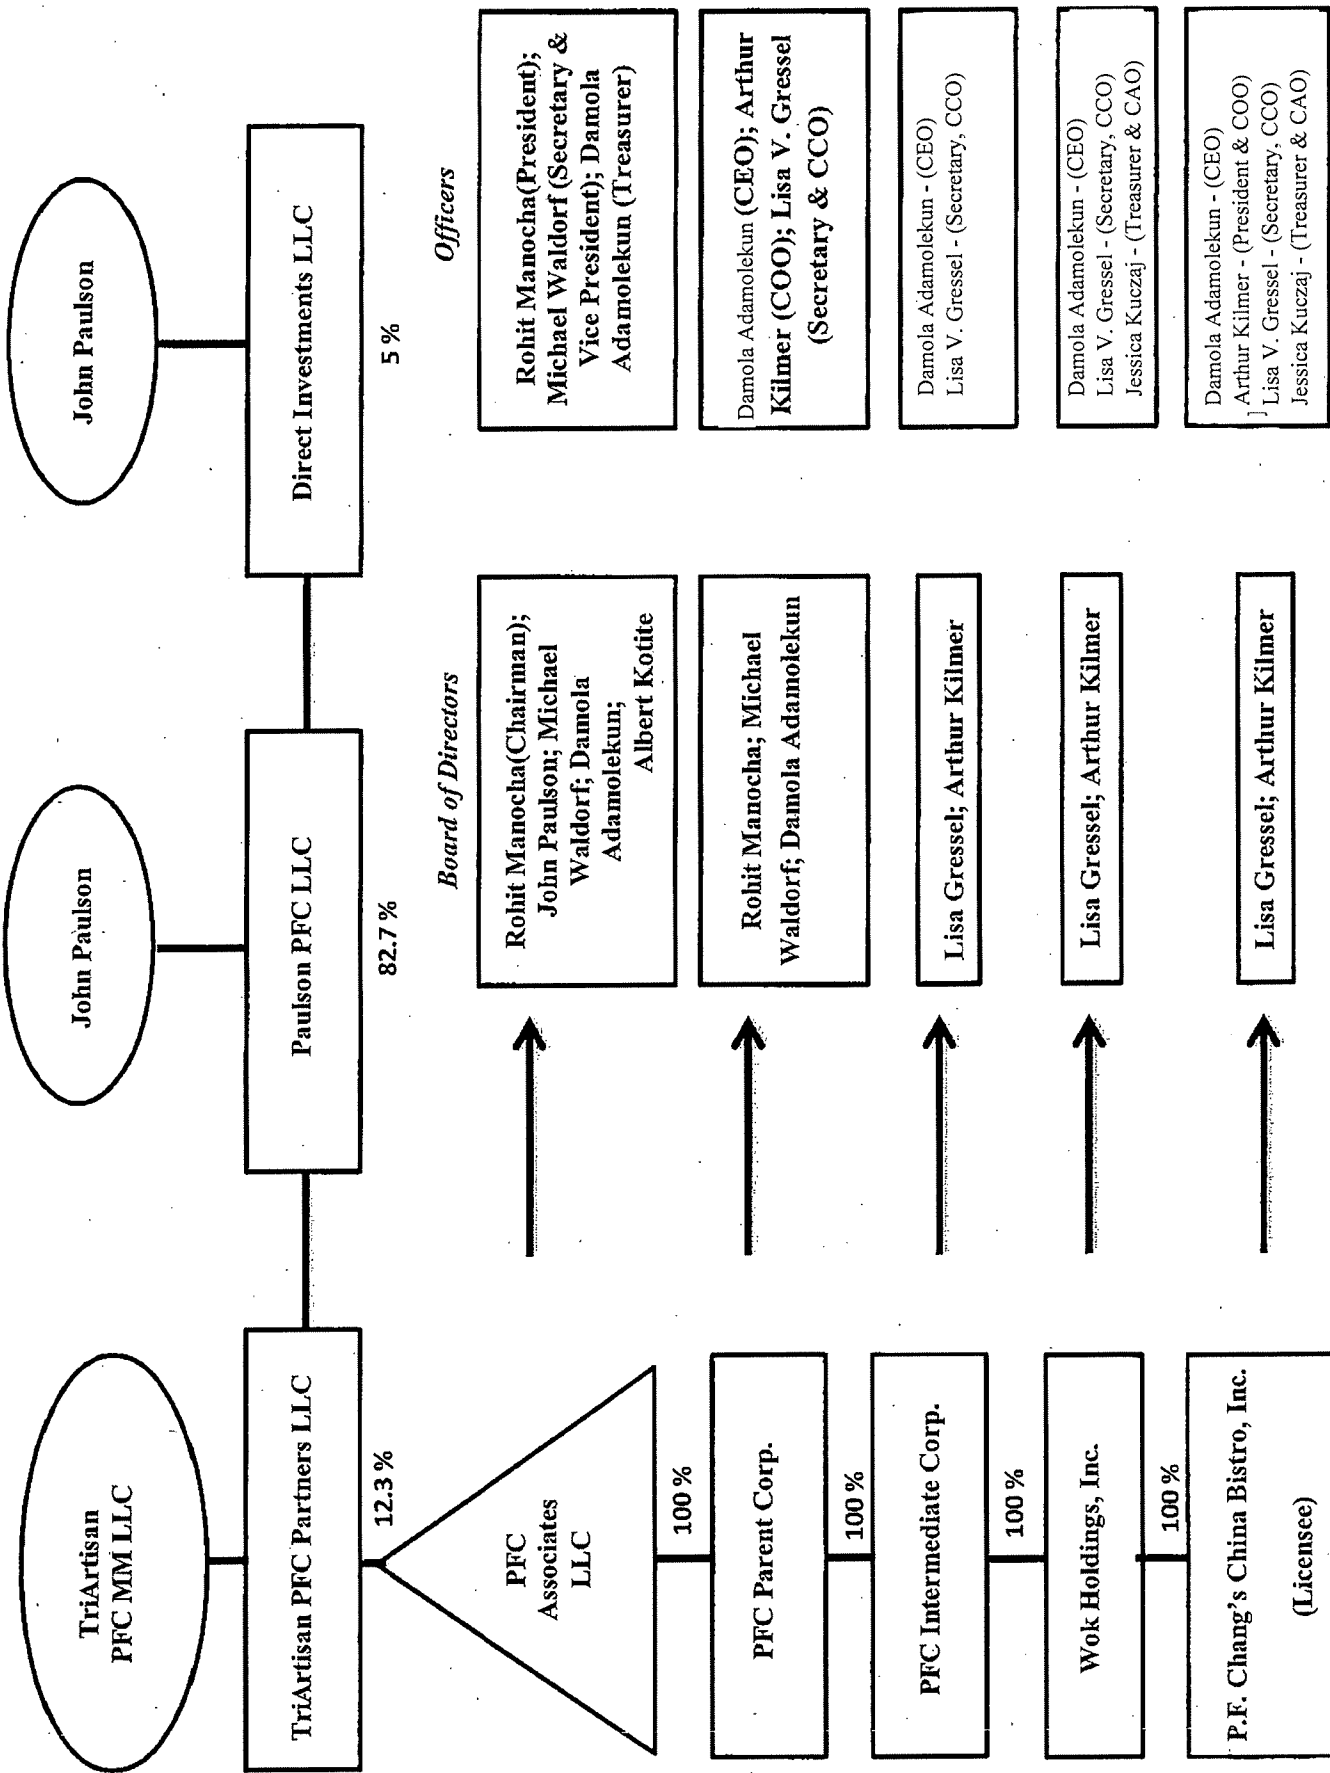 TriArtisan
PFC MM LLC
John Paulson
John Paulson
TriArtisan PFC Partners LLC
Paulson PFC LLC
Direct Investments LLC
12.3 %
82.7 %
5 %
Board of Directors
Officers
PFC
Associates
LLC
Rohit Manocha(Chairman);
John Paulson; Michael
Waldorf; Damola
Adamolekun;
Albert Kotite
Rohit Manocha(President);
Michael Waldorf (Secretary &
Vice President); Damola
Adamolekun (Treasurer)
100 %
PFC Parent Corp.
Rohit Manocha; Michael
Waldorf; Damola Adamolekun
Damola Adamolekun (CEO); Arthur
Kilmer (COO); Lisa V. Gressel
(Secretary & CCO)
100 %
PFC Intermediate Corp.
Lisa Gressel; Arthur Kilmer
Damola Adamolekun - (CEO)
Lisa V. Gressel - (Secretary, CCO)
100 %
Wok Holdings, Inc.
Lisa Gressel; Arthur Kilmer
Damola Adamolekun - (CEO)
Lisa V. Gressel - (Secretary, CCO)
Jessica Kuczaj - (Treasurer & CAO)
100 %
P.F. Chang's China Bistro, Inc.
(Licensee)
Lisa Gressel; Arthur Kilmer
Damola Adamolekun - (CEO)
] Arthur Kilmer - (President & COO)
Lisa V. Gressel - (Secretary, CCO)
Jessica Kuczaj - (Treasurer & CAO)